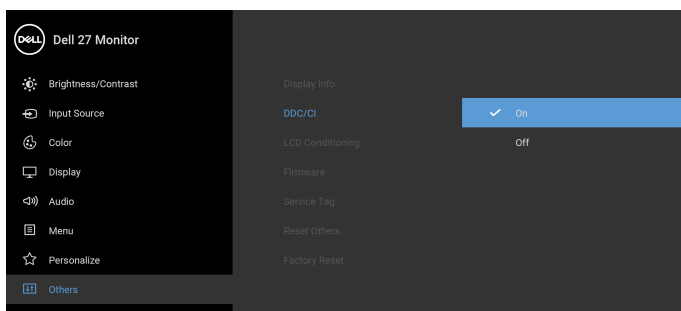 DELL
Dell 27 Monitor
Brightness/Contrast
Input Source
Color
Display
Audio
Menu
Personalize
Others
Display Info
DDC/CI
LCD Conditioning
Firmware
Service Tag
Reset Others
Factory Reset
On
Off